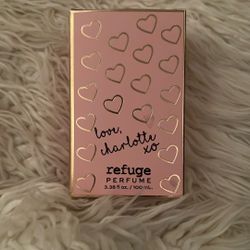 love,
charlotte
xo
refuge
PERFUME
3.38 fl oz. / 100 mL.